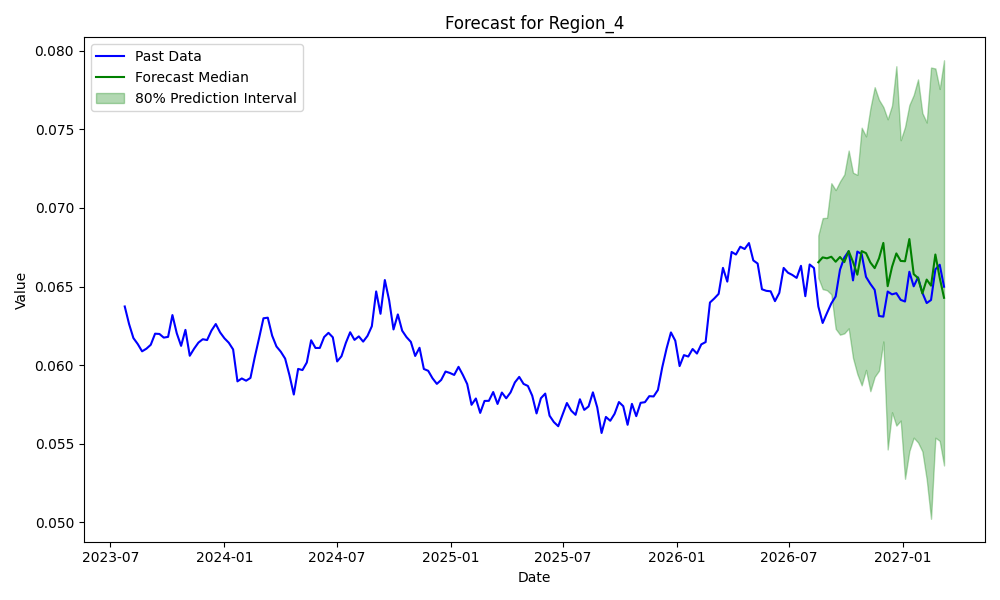 Forecast for Region_4
Past Data
Forecast Median
80% Prediction Interval
0.080
0.075
0.070
0.065
0.060
0.055
0.050
Value
2023-07
2024-01
2024-07
2025-01
2025-07
2026-01
2026-07
2027-01
Date